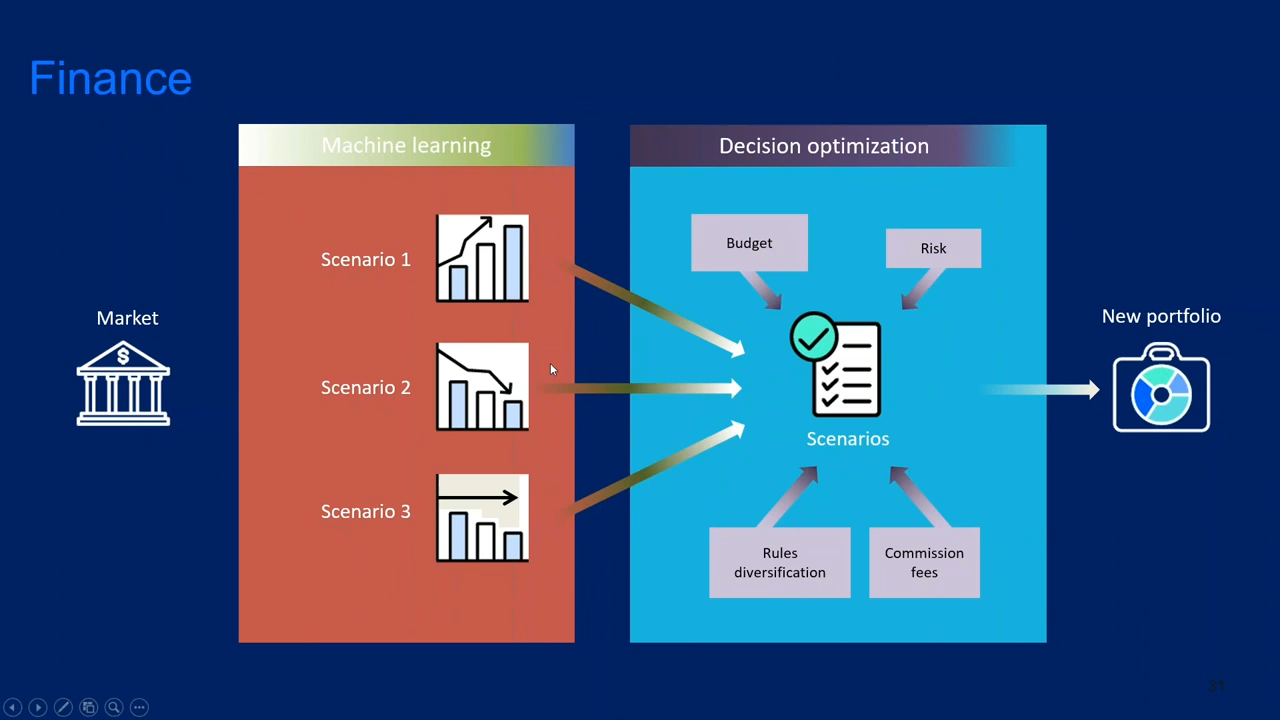 Finance
Machine learning
Decision optimization
Scenario 1
Budget
Risk
Market
$
New portfolio
Scenario 2
Scenarios
Scenario 3
Rules
diversification
Commission
fees
31